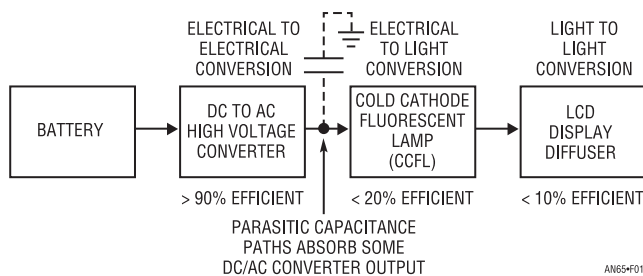 ELECTRICAL TO
ELECTRICAL
CONVERSION
ELECTRICAL
TO LIGHT
CONVERSION
LIGHT TO
LIGHT
CONVERSION
BATTERY
DC TO AC
HIGH VOLTAGE
CONVERTER
COLD CATHODE
FLUORESCENT
LAMP
(CCFL)
LCD
DISPLAY
DIFFUSER
> 90% EFFICIENT
< 20% EFFICIENT
< 10% EFFICIENT
PARASITIC CAPACITANCE
PATHS ABSORB SOME
DC/AC CONVERTER OUTPUT
AN65•F01